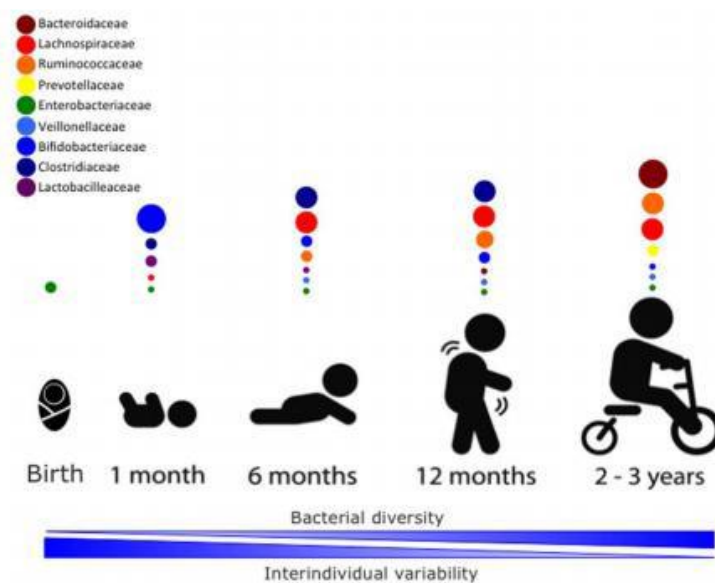 Bacteroidaceae
Lachnospiraceae
Ruminococcaceae
Prevotellaceae
Enterobacteriaceae
Veillonellaceae
Bifidobacteriaceae
Clostridiaceae
Lactobacilleaceae
Birth 1 month 6 months 12 months 2 - 3 years
Bacterial diversity
Interindividual variability